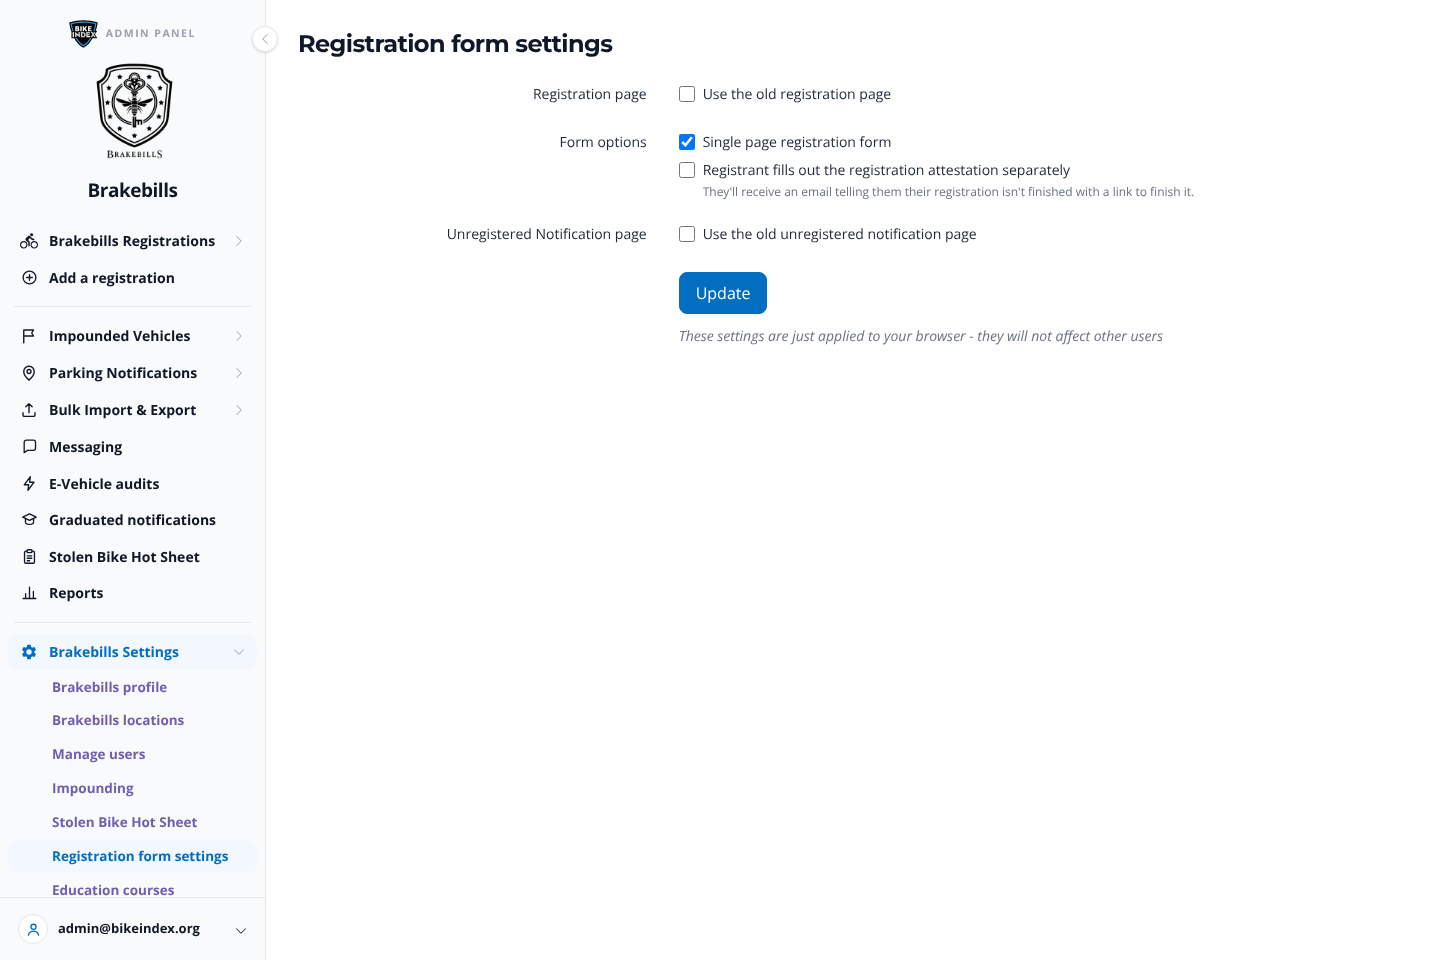 BIKE INDEX
ADMIN PANEL
BRAKEBILLS
Brakebills
Brakebills Registrations
Add a registration
Impounded Vehicles
Parking Notifications
Bulk Import & Export
Messaging
E-Vehicle audits
Graduated notifications
Stolen Bike Hot Sheet
Reports
Brakebills Settings
Brakebills profile
Brakebills locations
Manage users
Impounding
Stolen Bike Hot Sheet
Registration form settings
Education courses
admin@bikeindex.org
Registration form settings
Registration page
Use the old registration page
Form options
Single page registration form
Registrant fills out the registration attestation separately
They'll receive an email telling them their registration isn't finished with a link to finish it.
Unregistered Notification page
Use the old unregistered notification page
Update
These settings are just applied to your browser - they will not affect other users